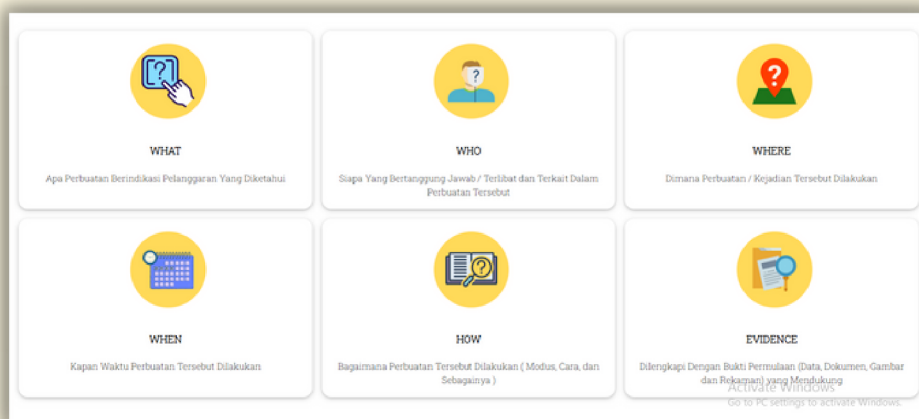 WHAT
Apa Perbuatan Berindikasi Pelanggaran Yang Diketahui
WHO
Siapa Yang Bertanggung Jawab / Terlibat dan Terkait Dalam
Perbuatan Tersebut
WHERE
Dimana Perbuatan / Kejadian Tersebut Dilakukan
WHEN
Kapan Waktu Perbuatan Tersebut Dilakukan
HOW
Bagaimana Perbuatan Tersebut Dilakukan ( Modus, Cara, dan
Sebagainya )
EVIDENCE
Dilengkapi Dengan Bukti Permulaan (Data, Dokumen, Gambar
dan Rekaman) yang Mendukung
Activate Windows
Go to PC settings to activate Windows.